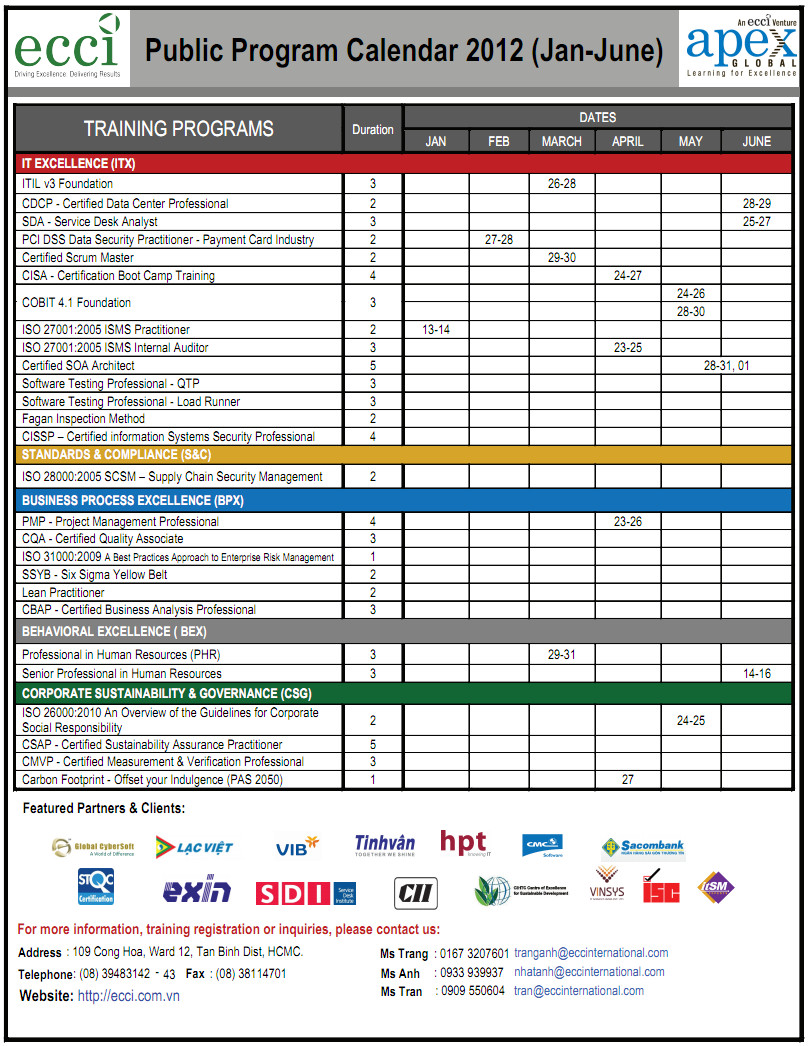 ecci
Driving Excellence. Delivering Results
Public Program Calendar 2012 (Jan-June)
An ecci Venture
apex
GLOBAL
Learning for Excellence
TRAINING PROGRAMS Duration DATES
JAN FEB MARCH APRIL MAY JUNE
IT EXCELLENCE (ITX)
ITIL v3 Foundation 3 26-28
CDCP - Certified Data Center Professional 2 28-29
SDA - Service Desk Analyst 3 25-27
PCI DSS Data Security Practitioner - Payment Card Industry 2 27-28
Certified Scrum Master 2 29-30
CISA - Certification Boot Camp Training 4 24-27
COBIT 4.1 Foundation 3 24-26
28-30
ISO 27001:2005 ISMS Practitioner 2 13-14
ISO 27001:2005 ISMS Internal Auditor 3 23-25
Certified SOA Architect 5 28-31, 01
Software Testing Professional - QTP 3
Software Testing Professional - Load Runner 3
Fagan Inspection Method 2
CISSP – Certified information Systems Security Professional 4
STANDARDS & COMPLIANCE (S&C)
ISO 28000:2005 SCSM – Supply Chain Security Management 2
BUSINESS PROCESS EXCELLENCE (BPX)
PMP - Project Management Professional 4 23-26
CQA - Certified Quality Associate 3
ISO 31000:2009 A Best Practices Approach to Enterprise Risk Management 1
SSYB - Six Sigma Yellow Belt 2
Lean Practitioner 2
CBAP - Certified Business Analysis Professional 3
BEHAVIORAL EXCELLENCE ( BEX)
Professional in Human Resources (PHR) 3 29-31
Senior Professional in Human Resources 3 14-16
CORPORATE SUSTAINABILITY & GOVERNANCE (CSG)
ISO 26000:2010 An Overview of the Guidelines for Corporate
Social Responsibility 2 24-25
CSAP - Certified Sustainability Assurance Practitioner 5
CMVP - Certified Measurement & Verification Professional 3
Carbon Footprint - Offset your Indulgence (PAS 2050) 1 27
Featured Partners & Clients:
Global CyberSoft
A World of Difference
LẠC VIỆT
VIB
Tinhvân
TOGETHER WE SHINE
hpt
knowing IT
CMC
Software
Sacombank
NGÂN HÀNG SÀI GÒN THƯƠNG TÍN
STQC
Certification
exin
SDI
Service
Desk
Institute
CII
CII-ITC Centre of Excellence
for Sustainable Development
VINSYS
ISC
itSM
For more information, training registration or inquiries, please contact us:
Address : 109 Cong Hoa, Ward 12, Tan Binh Dist, HCMC.
Telephone: (08) 39483142 - 43 Fax : (08) 38114701
Website: http://ecci.com.vn
Ms Trang : 0167 3207601 tranganh@eccinternational.com
Ms Anh : 0933 939937 nhatanh@eccinternational.com
Ms Tran : 0909 550604 tran@eccinternational.com